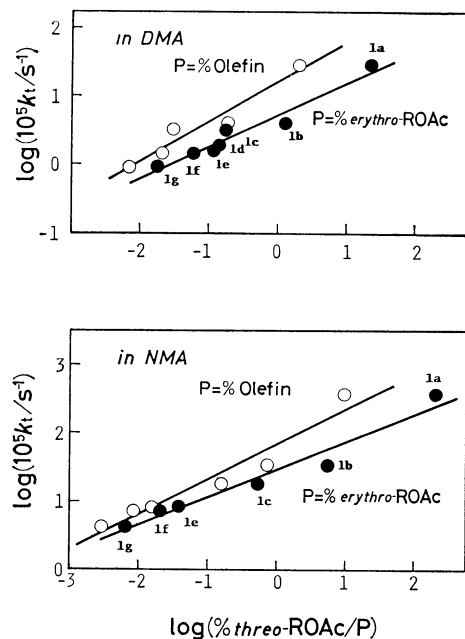 in DMA
P=% Olefin
1a
P=% erythro-ROAc
1b
1c
1d
1e
1f
1g
log(10⁵kt/s⁻¹)
2
1
0
-1
-2
-1
0
1
2
in NMA
P=% Olefin
1a
1b
P=% erythro-ROAc
1c
1e
1f
1g
log(10⁵kt/s⁻¹)
3
2
1
0
-3
-2
-1
0
1
2
log(% threo-ROAc/P)